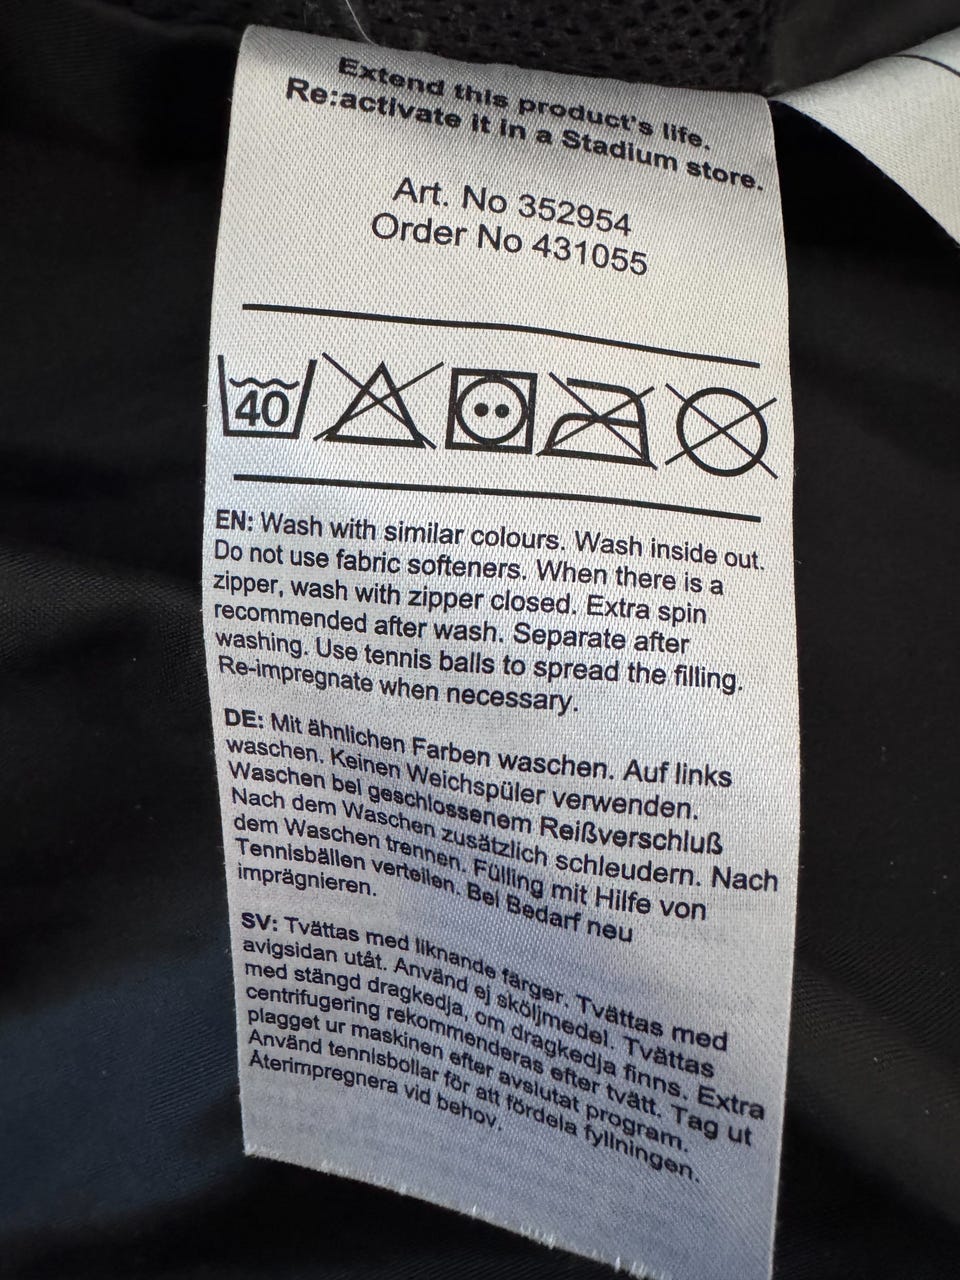 Extend this product's life.
Re:activate it in a Stadium store.
Art. No 352954
Order No 431055
40
EN: Wash with similar colours. Wash inside out.
Do not use fabric softeners. When there is a
zipper, wash with zipper closed. Extra spin
recommended after wash. Separate after
washing. Use tennis balls to spread the filling.
Re-impregnate when necessary.
DE: Mit ähnlichen Farben waschen. Auf links
waschen. Keinen Weichspüler verwenden.
Waschen bei geschlossenem Reißverschluß
Nach dem Waschen zusätzlich schleudern. Nach
dem Waschen trennen. Fülling mit Hilfe von
Tennisbällen verteilen. Bei Bedarf neu
imprägnieren.
SV: Tvättas med liknande färger. Tvättas med
avigsidan utåt. Använd ej sköljmedel. Tvättas
med stängd dragkedja, om dragkedja finns. Extra
centrifugering rekommenderas efter tvätt. Tag ut
plagget ur maskinen efter avslutat program.
Använd tennisbollar för att fördela fyllningen.
Återimpregnera vid behov.